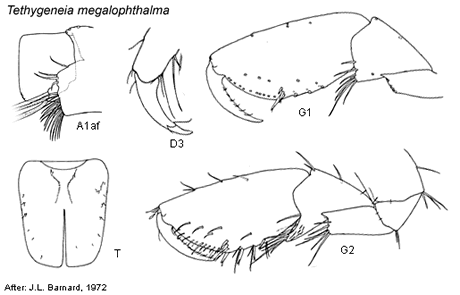 Tethygeneia megalophthalma
A1af
D3
G1
T
G2
After: J.L. Barnard, 1972